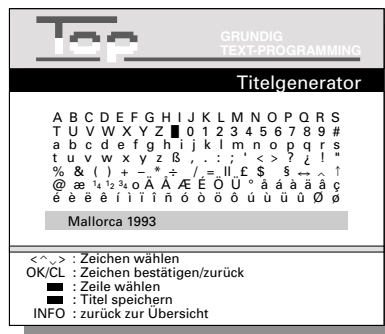 Top
GRUNDIG
TEXT-PROGRAMMING
Titelgenerator
A B C D E F G H I J K L M N O P Q R S
T U V W X Y Z ■ 0 1 2 3 4 5 6 7 8 9 #
a b c d e f g h i j k l m n o p q r s
t u v w x y z ß , . : ; ' < > ? ¿ ! "
% & ( ) + – .. * ÷ / = .. II £ $ § ↔ ^ ↑
@ æ ¼ ½ ¾ o Ä Â Æ É Ö Ü ° å á à ä â ç
é è ë ê í ì ï î ñ ó ò ö ô ú ù ü û Ø ø
Mallorca 1993
<^⌄> : Zeichen wählen
OK/CL : Zeichen bestätigen/zurück
: Zeile wählen
: Titel speichern
INFO : zurück zur Übersicht